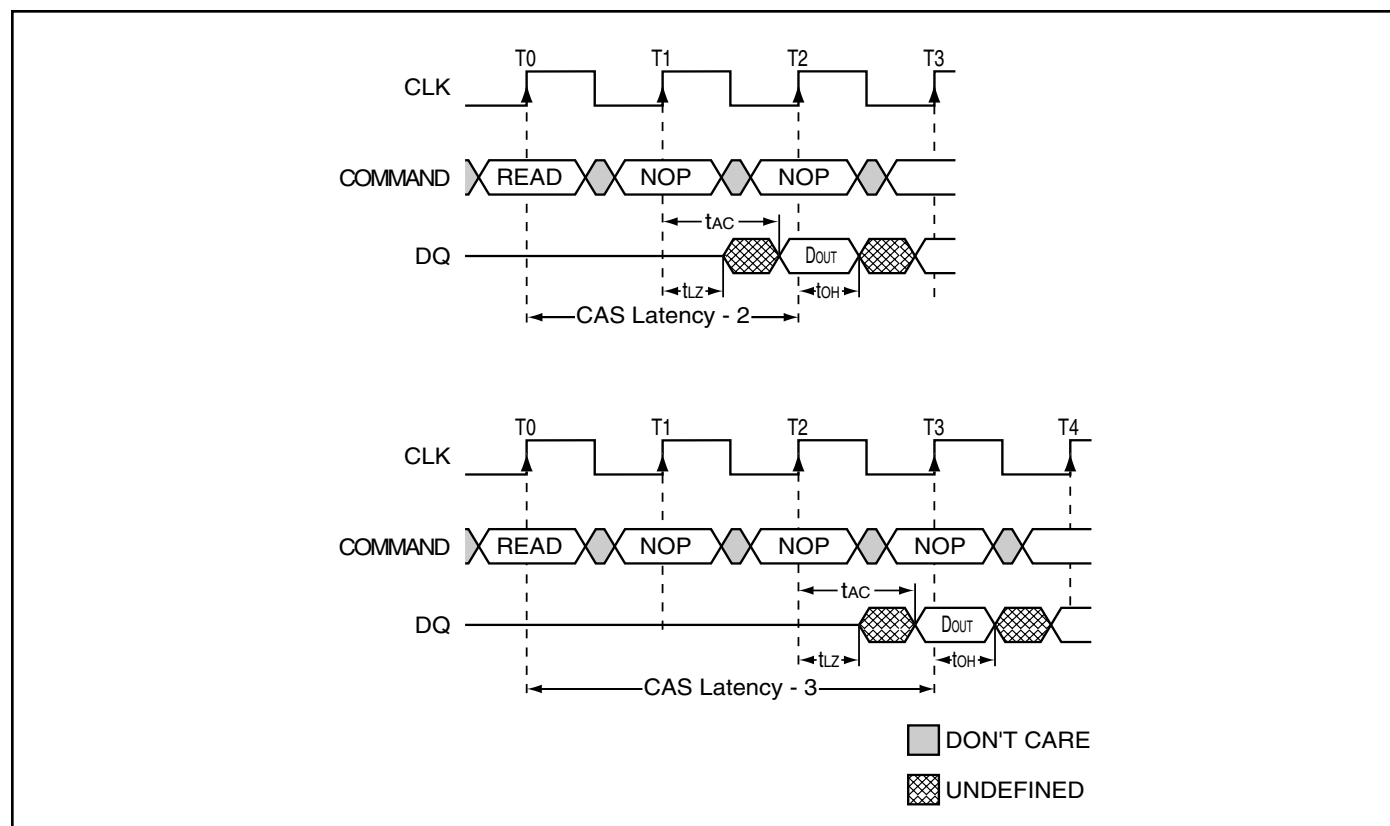 T0 T1 T2 T3
CLK
COMMAND READ NOP NOP
tAC
DQ DOUT
tLZ tOH
CAS Latency - 2
T0 T1 T2 T3 T4
CLK
COMMAND READ NOP NOP NOP
tAC
DQ DOUT
tLZ tOH
CAS Latency - 3
DON'T CARE
UNDEFINED